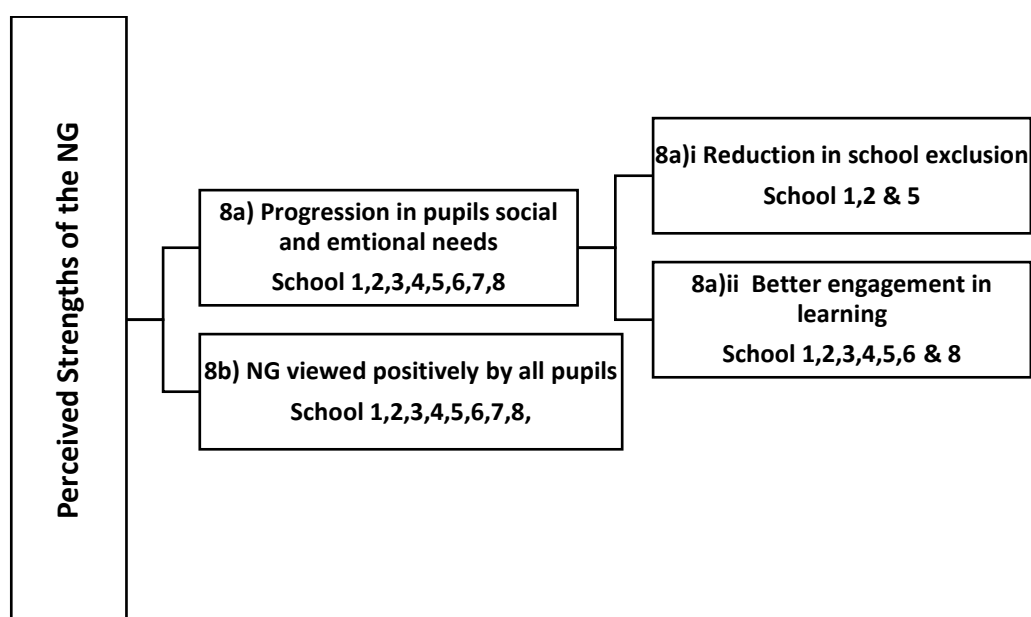 Perceived Strengths of the NG
8a) Progression in pupils social
and emtional needs
School 1,2,3,4,5,6,7,8
8b) NG viewed positively by all pupils
School 1,2,3,4,5,6,7,8,
8a)i Reduction in school exclusion
School 1,2 & 5
8a)ii  Better engagement in
learning
School 1,2,3,4,5,6 & 8